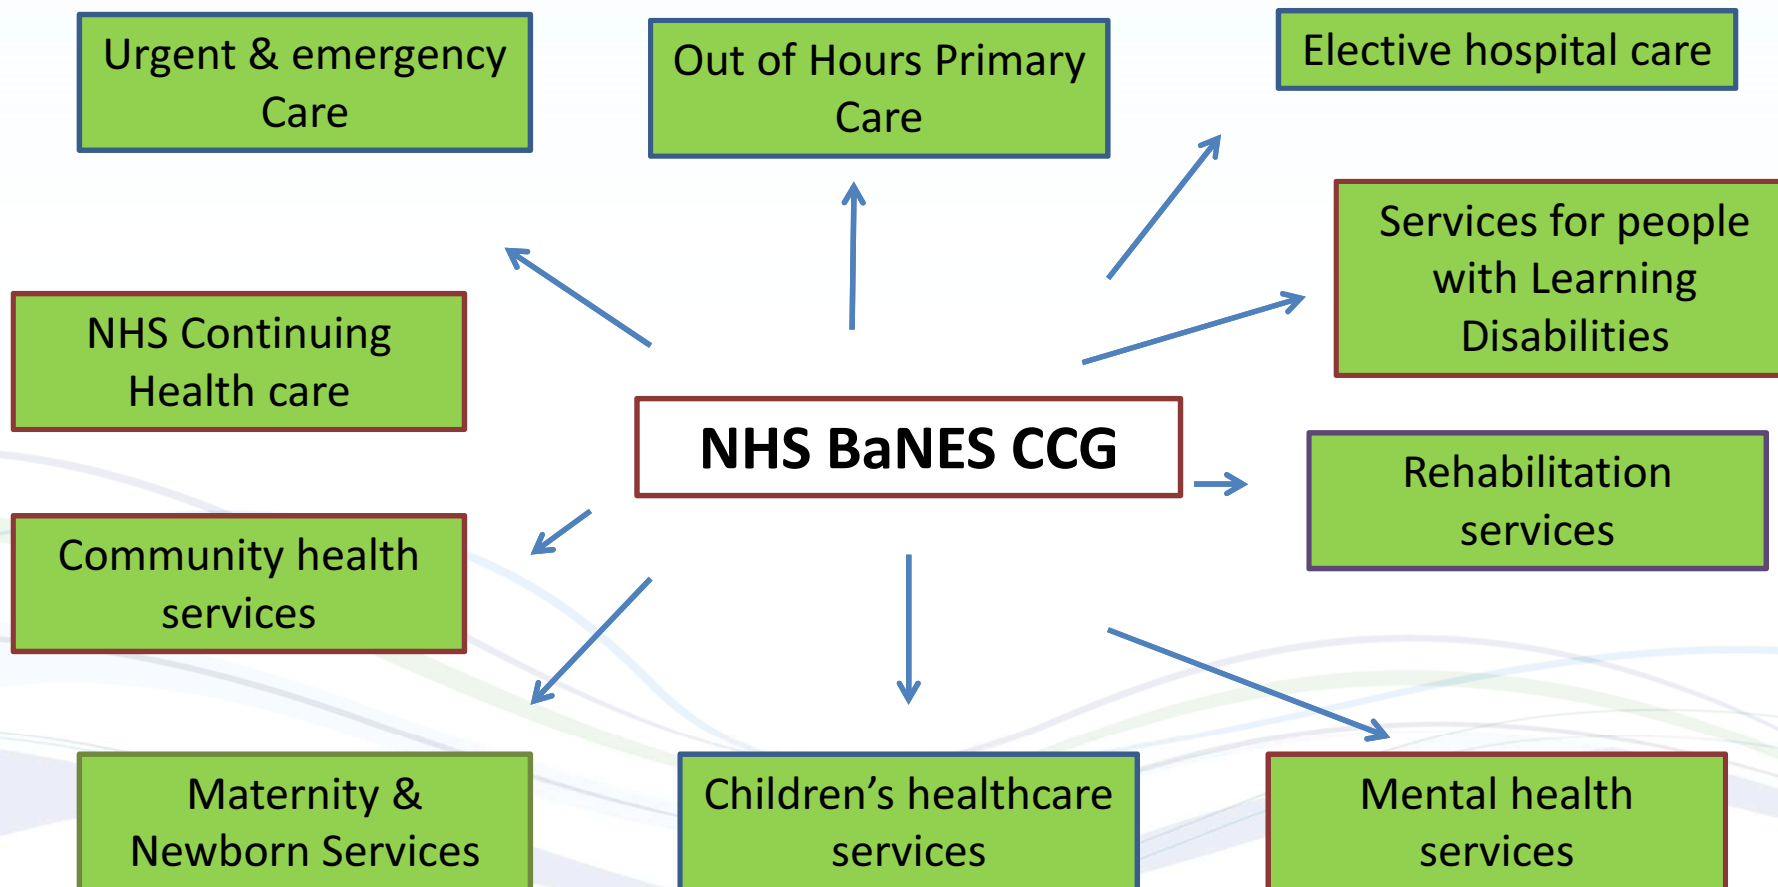 Urgent & emergency
Care
Out of Hours Primary
Care
Elective hospital care
Services for people
with Learning
Disabilities
NHS Continuing
Health care
NHS BaNES CCG
Rehabilitation
services
Community health
services
Maternity &
Newborn Services
Children’s healthcare
services
Mental health
services